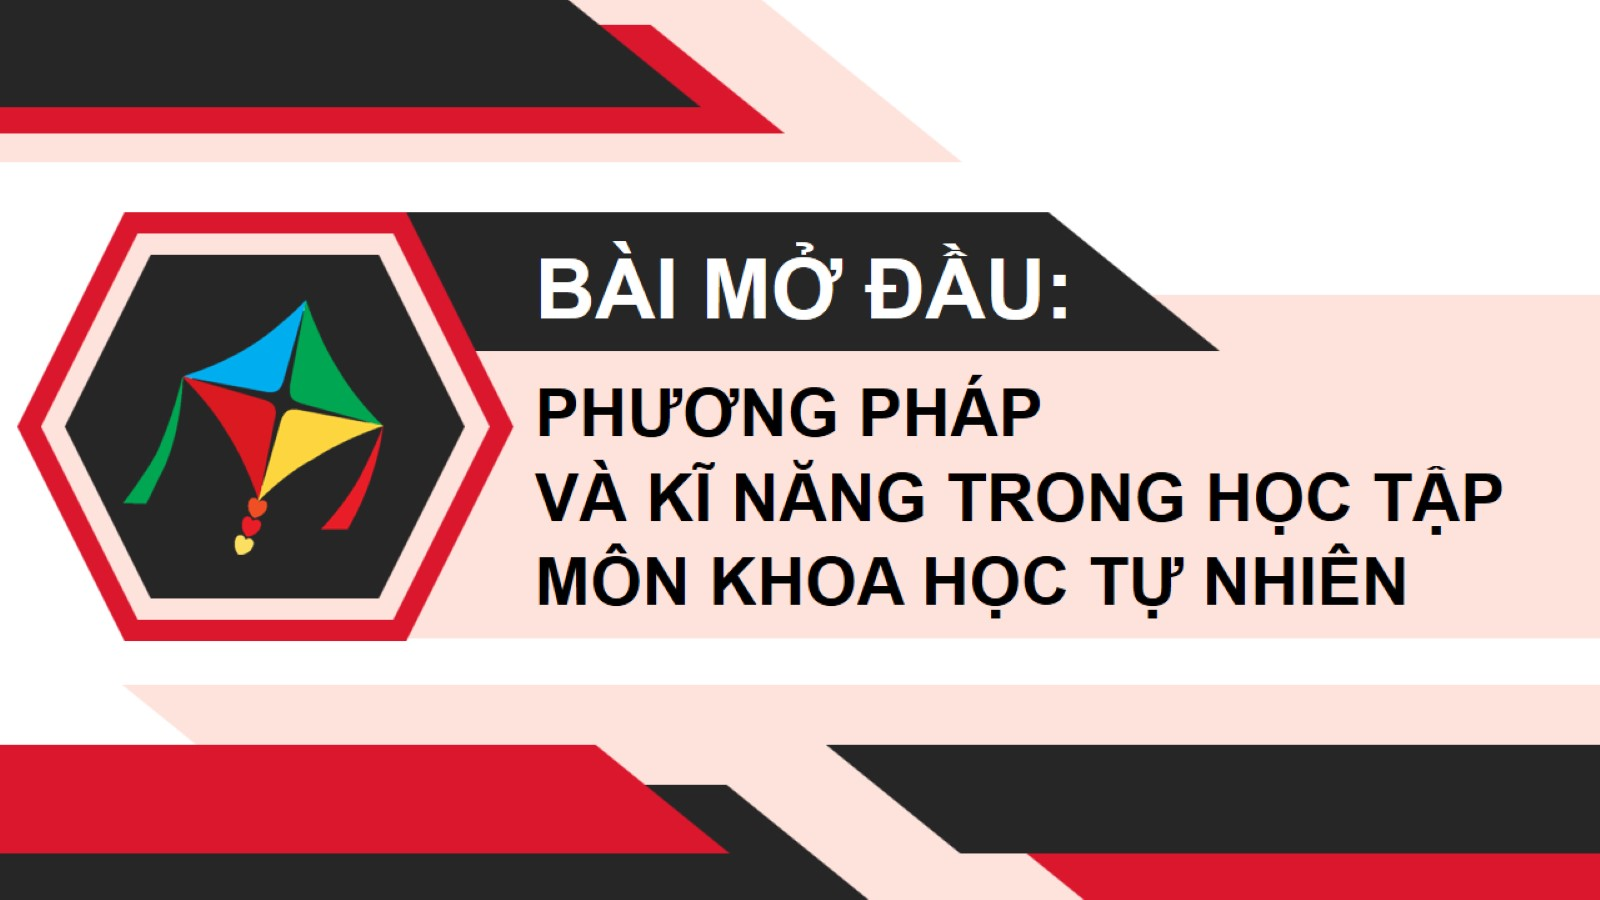 BÀI MỞ ĐẦU:
PHƯƠNG PHÁP
VÀ KĨ NĂNG TRONG HỌC TẬP
MÔN KHOA HỌC TỰ NHIÊN